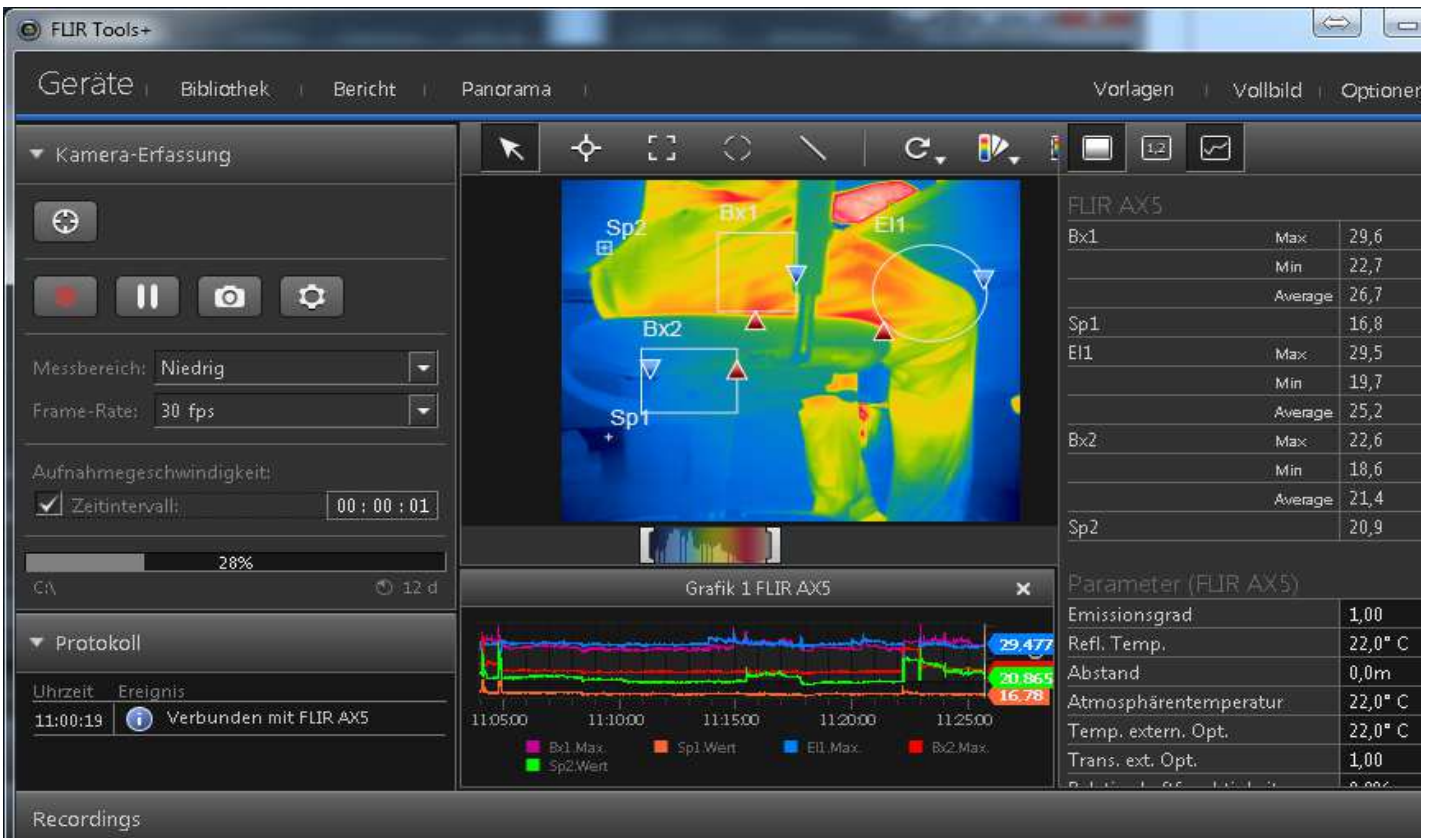 FLIR Tools+
Geräte Bibliothek Bericht Panorama Vorlagen Vollbild Optionen
Kamera-Erfassung
Messbereich: Niedrig
Frame-Rate: 30 fps
Aufnahmegeschwindigkeit:
Zeitintervall: 00 : 00 : 01
28%
C:\ 12 d
Protokoll
Uhrzeit Ereignis
11:00:19 Verbunden mit FLIR AX5
Recordings
1,2
Bx1
Sp2
El1
Bx2
Sp1
Grafik 1 FLIR AX5
29,477
20,865
16,78
11:05:00 11:10:00 11:15:00 11:20:00 11:25:00
Bx1.Max. Sp1.Wert El1.Max. Bx2.Max.
Sp2.Wert
FLIR AX5
Bx1 Max 29,6
Min 22,7
Average 26,7
Sp1 16,8
El1 Max 29,5
Min 19,7
Average 25,2
Bx2 Max 22,6
Min 18,6
Average 21,4
Sp2 20,9
Parameter (FLIR AX5)
Emissionsgrad 1,00
Refl. Temp. 22,0° C
Abstand 0,0m
Atmosphärentemperatur 22,0° C
Temp. extern. Opt. 22,0° C
Trans. ext. Opt. 1,00